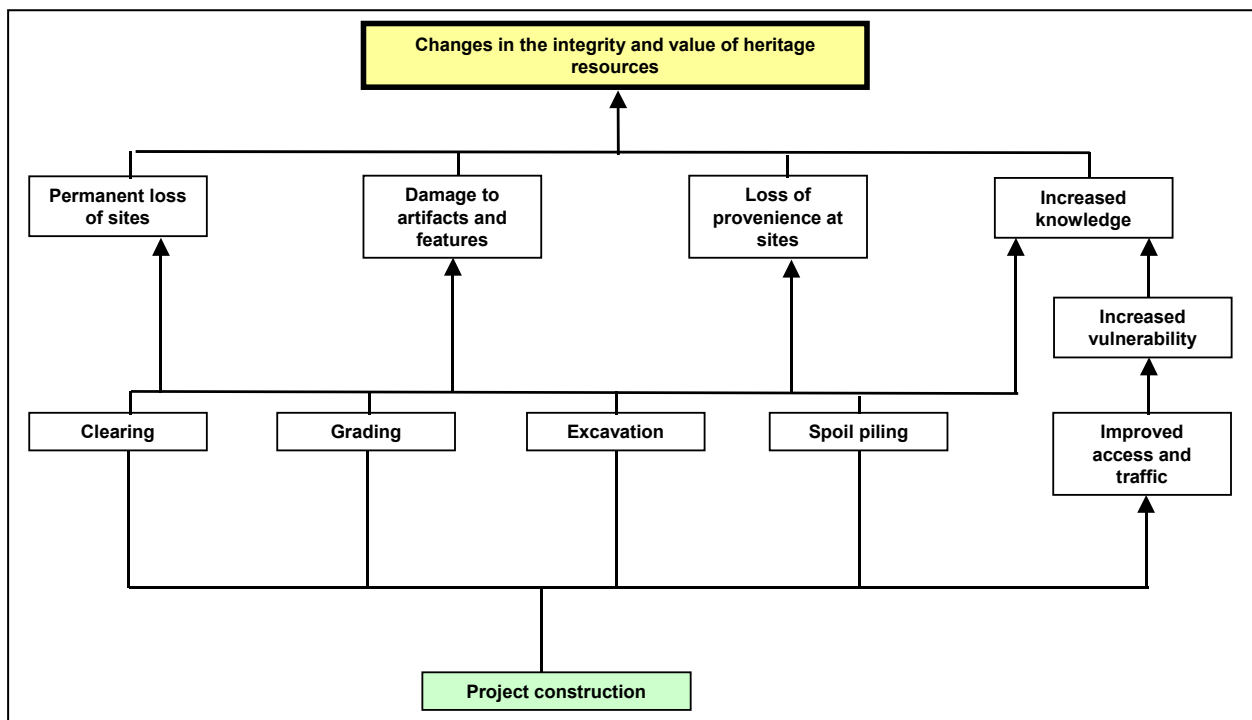 Changes in the integrity and value of heritage
resources
Permanent loss
of sites
Damage to
artifacts and
features
Loss of
provenience at
sites
Increased
knowledge
Increased
vulnerability
Clearing
Grading
Excavation
Spoil piling
Improved
access and
traffic
Project construction